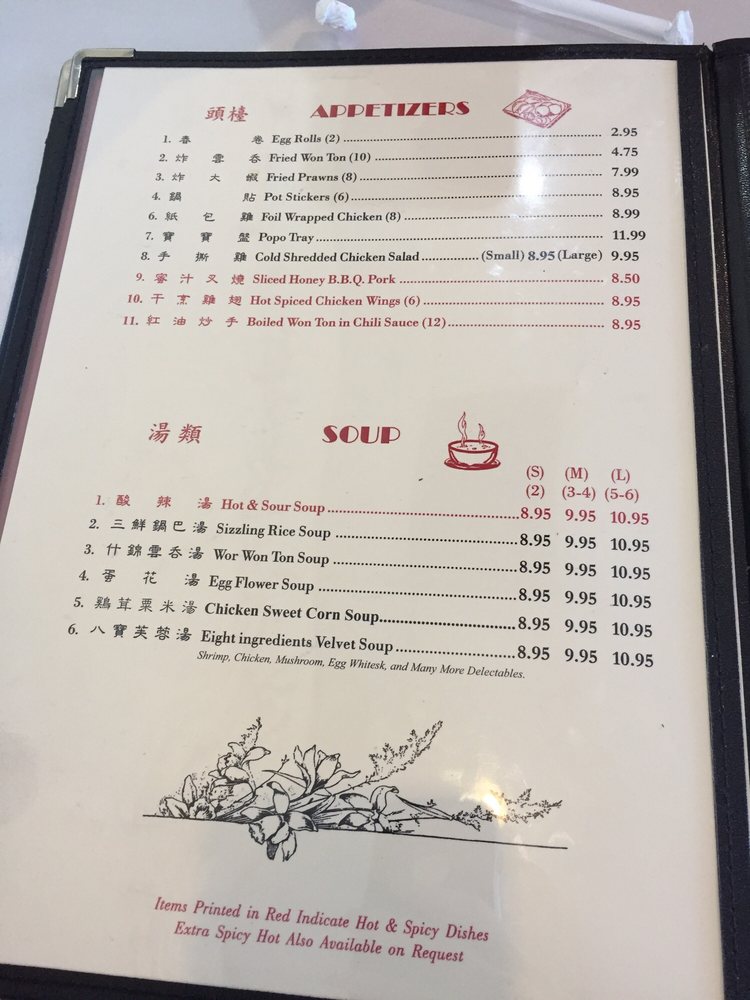 頭檯 APPETIZERS
1. 春卷 Egg Rolls (2) 2.95
2. 炸雲吞 Fried Won Ton (10) 4.75
3. 炸大蝦 Fried Prawns (8) 7.99
4. 鍋貼 Pot Stickers (6) 8.95
6. 紙包雞 Foil Wrapped Chicken (8) 8.99
7. 寶寶盤 Popo Tray 11.99
8. 手撕雞 Cold Shredded Chicken Salad (Small) 8.95 (Large) 9.95
9. 蜜汁叉燒 Sliced Honey B.B.Q. Pork 8.50
10. 干烹雞翅 Hot Spiced Chicken Wings (6) 8.95
11. 紅油炒手 Boiled Won Ton in Chili Sauce (12) 8.95
湯類 SOUP
(S) (M) (L)
(2) (3-4) (5-6)
1. 酸辣湯 Hot & Sour Soup 8.95 9.95 10.95
2. 三鮮鍋巴湯 Sizzling Rice Soup 8.95 9.95 10.95
3. 什錦雲吞湯 Wor Won Ton Soup 8.95 9.95 10.95
4. 蛋花湯 Egg Flower Soup 8.95 9.95 10.95
5. 鷄茸粟米湯 Chicken Sweet Corn Soup 8.95 9.95 10.95
6. 八寶芙蓉湯 Eight ingredients Velvet Soup 8.95 9.95 10.95
Shrimp, Chicken, Mushroom, Egg Whitesk, and Many More Delectables.
Items Printed in Red Indicate Hot & Spicy Dishes
Extra Spicy Hot Also Available on Request